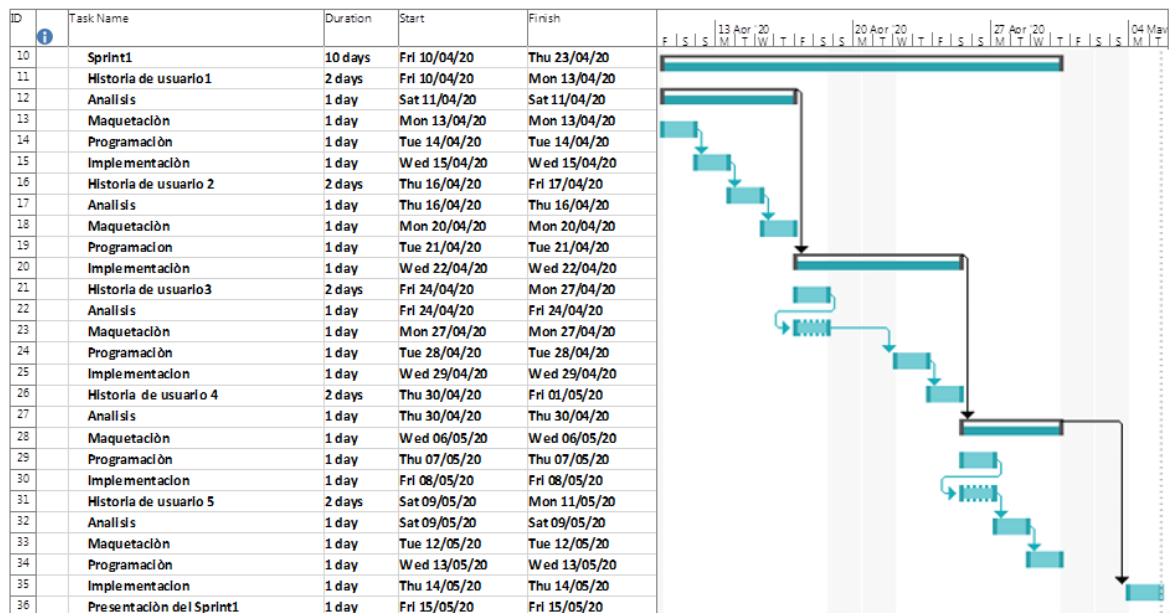 ID Task Name Duration Start Finish
13 Apr '20 20 Apr '20 27 Apr '20 04 May
F S S M T W T F S S M T W T F S S M T W T F S S M T
10 Sprint1 10 days Fri 10/04/20 Thu 23/04/20
11 Historia de usuario1 2 days Fri 10/04/20 Mon 13/04/20
12 Analisis 1 day Sat 11/04/20 Sat 11/04/20
13 Maquetaciòn 1 day Mon 13/04/20 Mon 13/04/20
14 Programaciòn 1 day Tue 14/04/20 Tue 14/04/20
15 Implementaciòn 1 day Wed 15/04/20 Wed 15/04/20
16 Historia de usuario 2 2 days Thu 16/04/20 Fri 17/04/20
17 Analisis 1 day Thu 16/04/20 Thu 16/04/20
18 Maquetaciòn 1 day Mon 20/04/20 Mon 20/04/20
19 Programacion 1 day Tue 21/04/20 Tue 21/04/20
20 Implementaciòn 1 day Wed 22/04/20 Wed 22/04/20
21 Historia de usuario3 2 days Fri 24/04/20 Mon 27/04/20
22 Analisis 1 day Fri 24/04/20 Fri 24/04/20
23 Maquetaciòn 1 day Mon 27/04/20 Mon 27/04/20
24 Programaciòn 1 day Tue 28/04/20 Tue 28/04/20
25 Implementacion 1 day Wed 29/04/20 Wed 29/04/20
26 Historia de usuario 4 2 days Thu 30/04/20 Fri 01/05/20
27 Analisis 1 day Thu 30/04/20 Thu 30/04/20
28 Maquetaciòn 1 day Wed 06/05/20 Wed 06/05/20
29 Programaciòn 1 day Thu 07/05/20 Thu 07/05/20
30 Implementacion 1 day Fri 08/05/20 Fri 08/05/20
31 Historia de usuario 5 2 days Sat 09/05/20 Mon 11/05/20
32 Analisis 1 day Sat 09/05/20 Sat 09/05/20
33 Maquetaciòn 1 day Tue 12/05/20 Tue 12/05/20
34 Programaciòn 1 day Wed 13/05/20 Wed 13/05/20
35 Implementacion 1 day Thu 14/05/20 Thu 14/05/20
36 Presentaciòn del Sprint1 1 day Fri 15/05/20 Fri 15/05/20